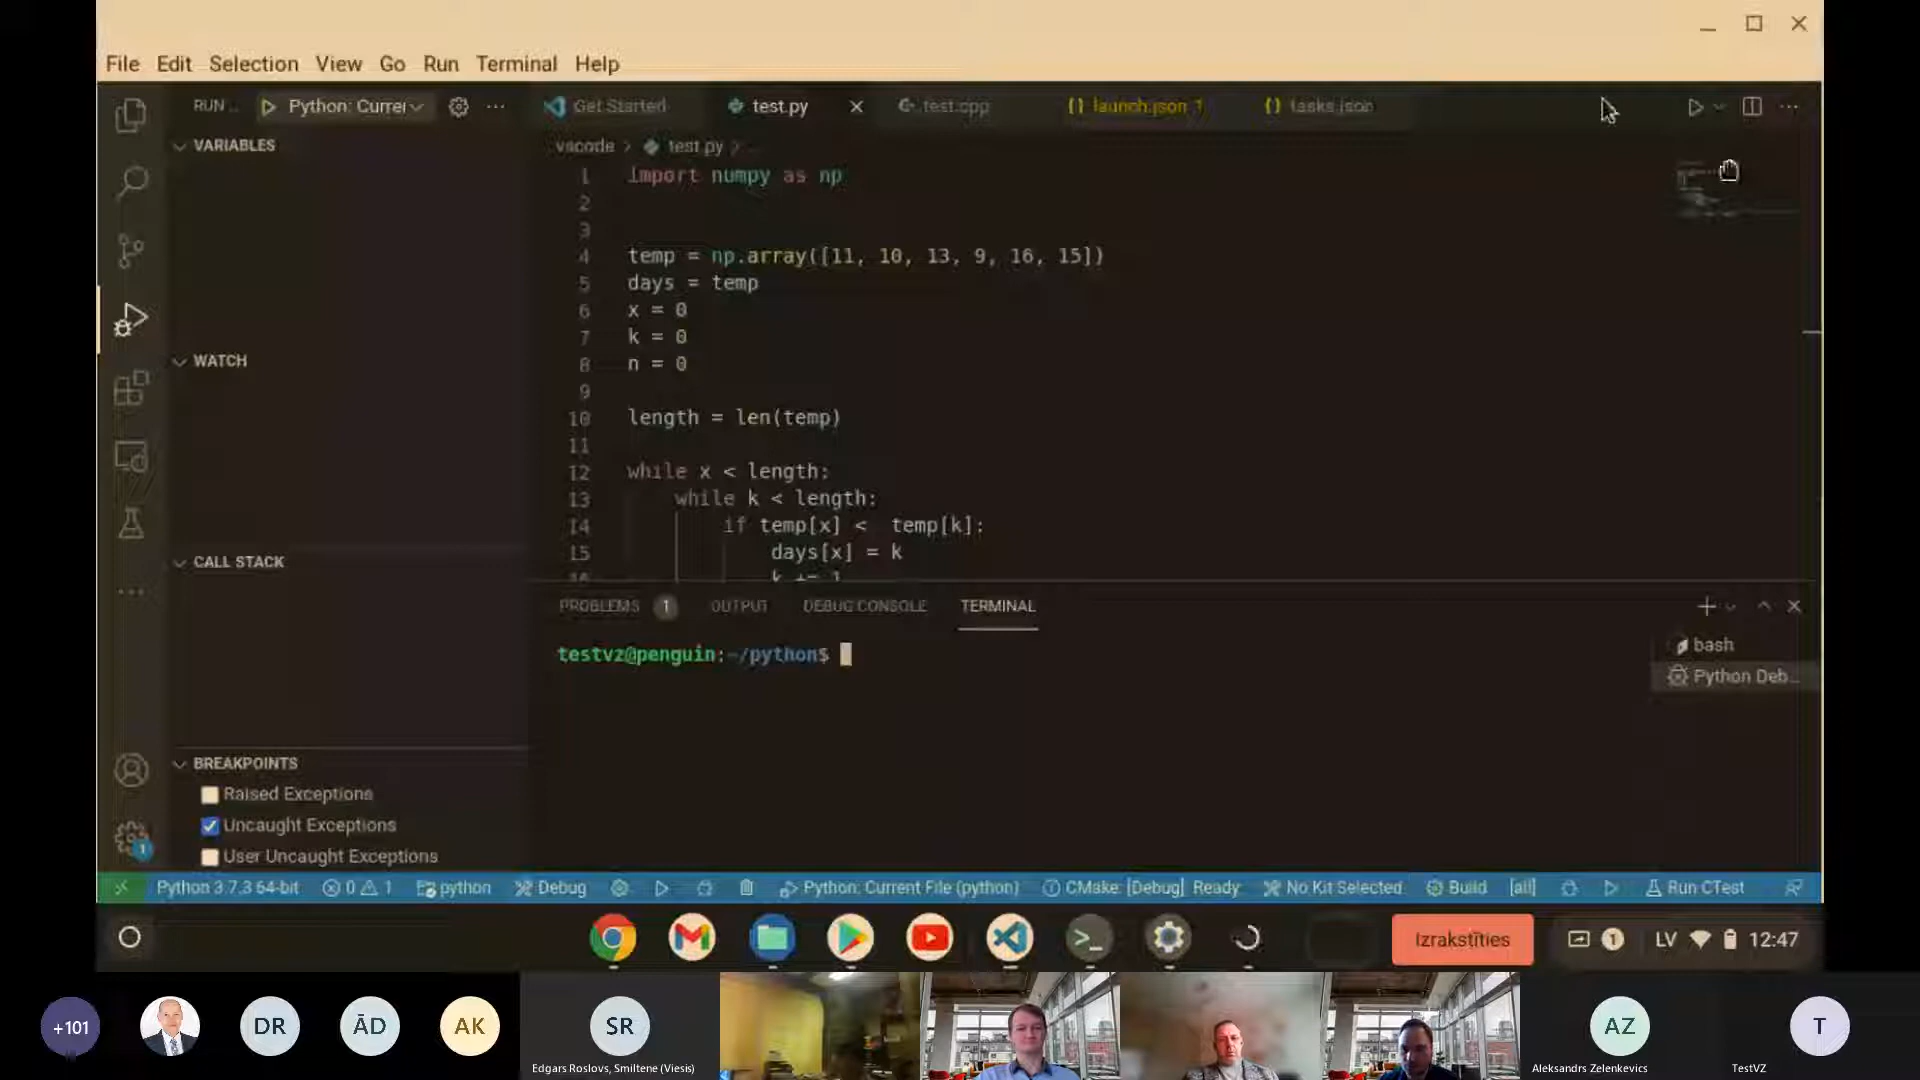 File Edit Selection View Go Run Terminal Help
RUN ... Python: Currer
Get Started test.py test.cpp launch.json 1 tasks.json
VARIABLES
vscode > test.py > ...
1 import numpy as np
2
3
4 temp = np.array([11, 10, 13, 9, 16, 15])
5 days = temp
6 x = 0
7 k = 0
8 n = 0
9
10 length = len(temp)
11
12 while x < length:
13 while k < length:
14 if temp[x] < temp[k]:
15 days[x] = k
16 k += 1
WATCH
CALL STACK
BREAKPOINTS
Raised Exceptions
Uncaught Exceptions
User Uncaught Exceptions
PROBLEMS 1 OUTPUT DEBUG CONSOLE TERMINAL
testvz@penguin:~/python$
bash
Python Deb...
1
Python 3.7.3 64-bit 0 1 python Debug Python: Current File (python) CMake: [Debug] Ready No Kit Selected Build [all] Run CTest
Izrakstīties 1 LV 12:47
+101 DR ĀD AK SR AZ T
Edgars Roslovs, Smiltene (Viesis) Aleksandrs Zelenkevics TestVZ